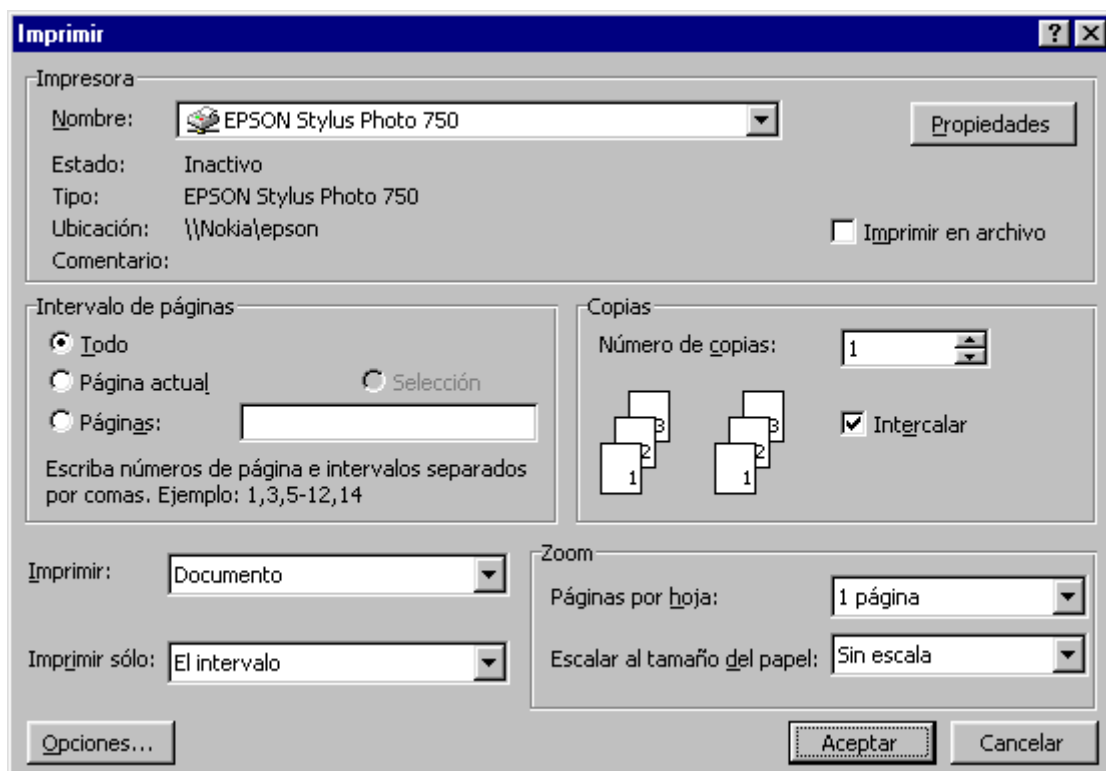 Imprimir
Impresora
Nombre: EPSON Stylus Photo 750 Propiedades
Estado: Inactivo
Tipo: EPSON Stylus Photo 750
Ubicación: \\Nokia\epson Imprimir en archivo
Comentario:
Intervalo de páginas Copias
Todo Número de copias: 1
Página actual Selección
Páginas: Intercalar
3 3
2 2
1 1
Escriba números de página e intervalos separados
por comas. Ejemplo: 1,3,5-12,14
Imprimir: Documento Zoom
Páginas por hoja: 1 página
Imprimir sólo: El intervalo Escalar al tamaño del papel: Sin escala
Opciones... Aceptar Cancelar